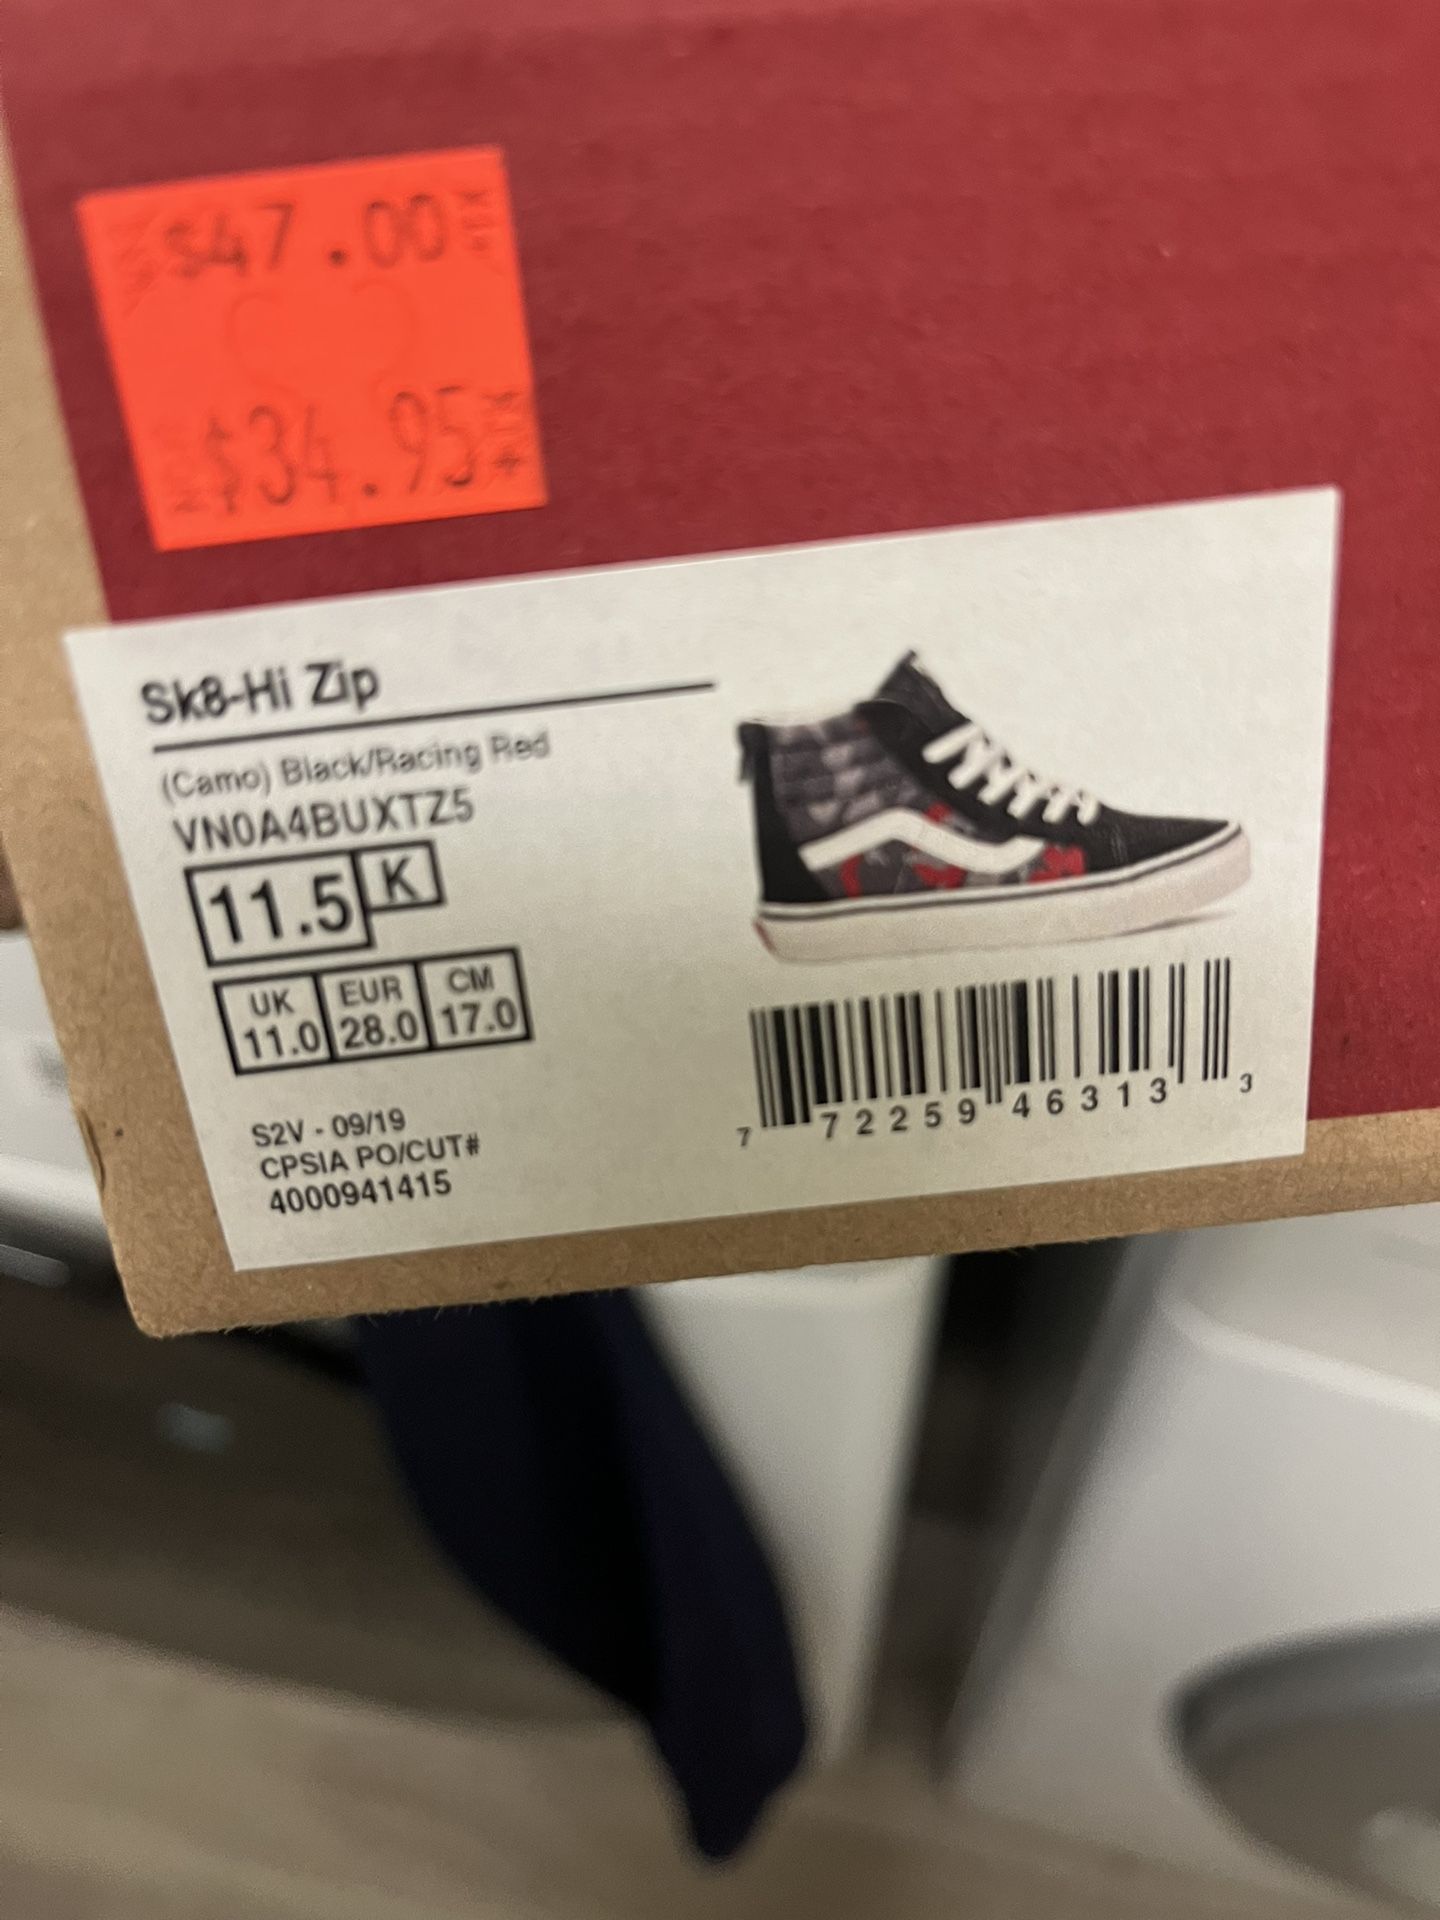 $47.00
$34.95
Sk8-Hi Zip
(Camo) Black/Racing Red
VN0A4BUXTZ5
11.5 K
UK EUR CM
11.0 28.0 17.0
S2V - 09/19
CPSIA PO/CUT#
4000941415
7 72259 46313 3